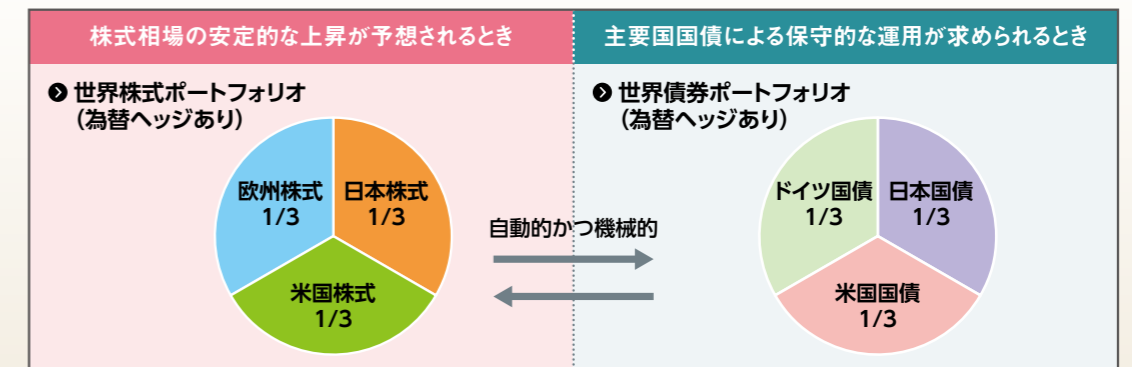 株式相場の安定的な上昇が予想されるとき
主要国国債による保守的な運用が求められるとき
世界株式ポートフォリオ
（為替ヘッジあり）
欧州株式
1/3
日本株式
1/3
米国株式
1/3
自動的かつ機械的
世界債券ポートフォリオ
（為替ヘッジあり）
ドイツ国債
1/3
日本国債
1/3
米国国債
1/3